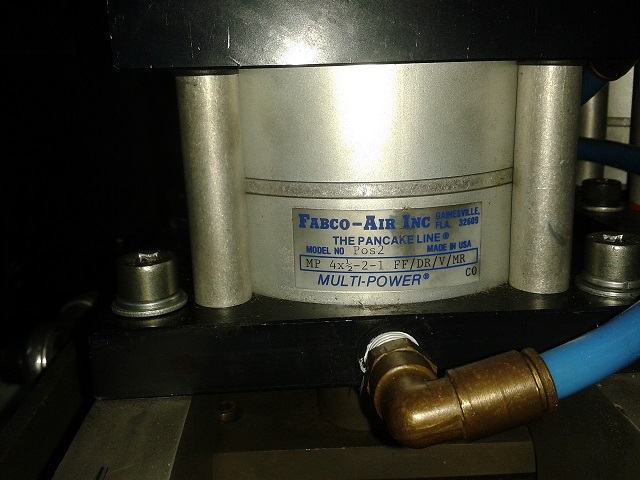 FABCO-AIR INC GAINESVILLE, FLA. 32609
THE PANCAKE LINE®
MODEL NO Pos2 MADE IN USA
MP 4x½-2-1 FF/DR/V/MR
CO
MULTI-POWER®